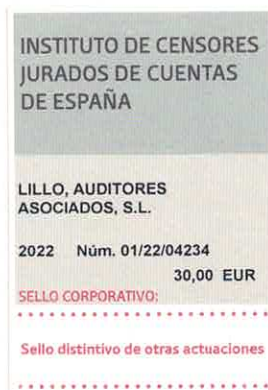 INSTITUTO DE CENSORES
JURADOS DE CUENTAS
DE ESPAÑA
LILLO, AUDITORES
ASOCIADOS, S.L.
2022 Núm. 01/22/04234
30,00 EUR
SELLO CORPORATIVO:
Sello distintivo de otras actuaciones